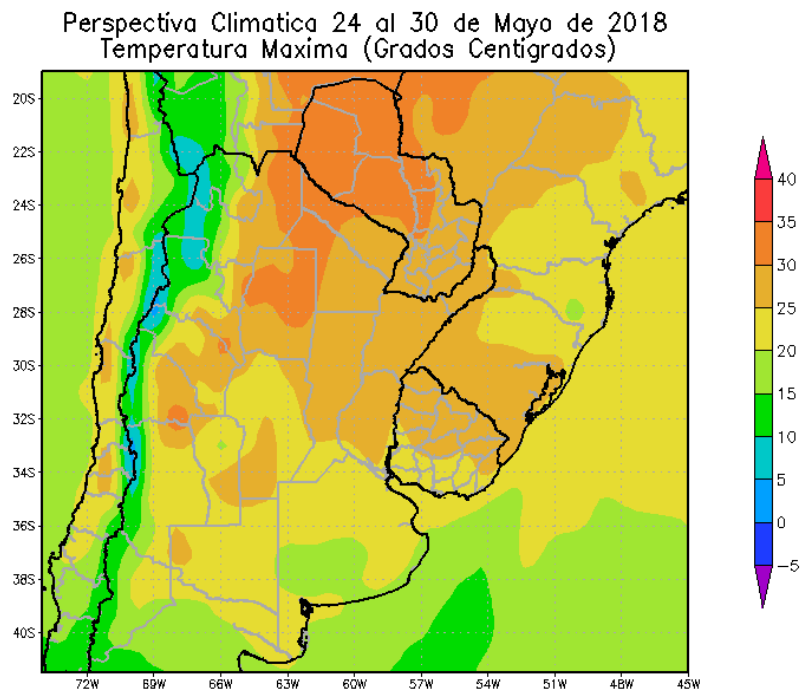 Perspectiva Climatica 24 al 30 de Mayo de 2018
Temperatura Maxima (Grados Centigrados)
20S
22S
24S
26S
28S
30S
32S
34S
36S
38S
40S
72W 69W 66W 63W 60W 57W 54W 51W 48W 45W
40
35
30
25
20
15
10
5
0
-5